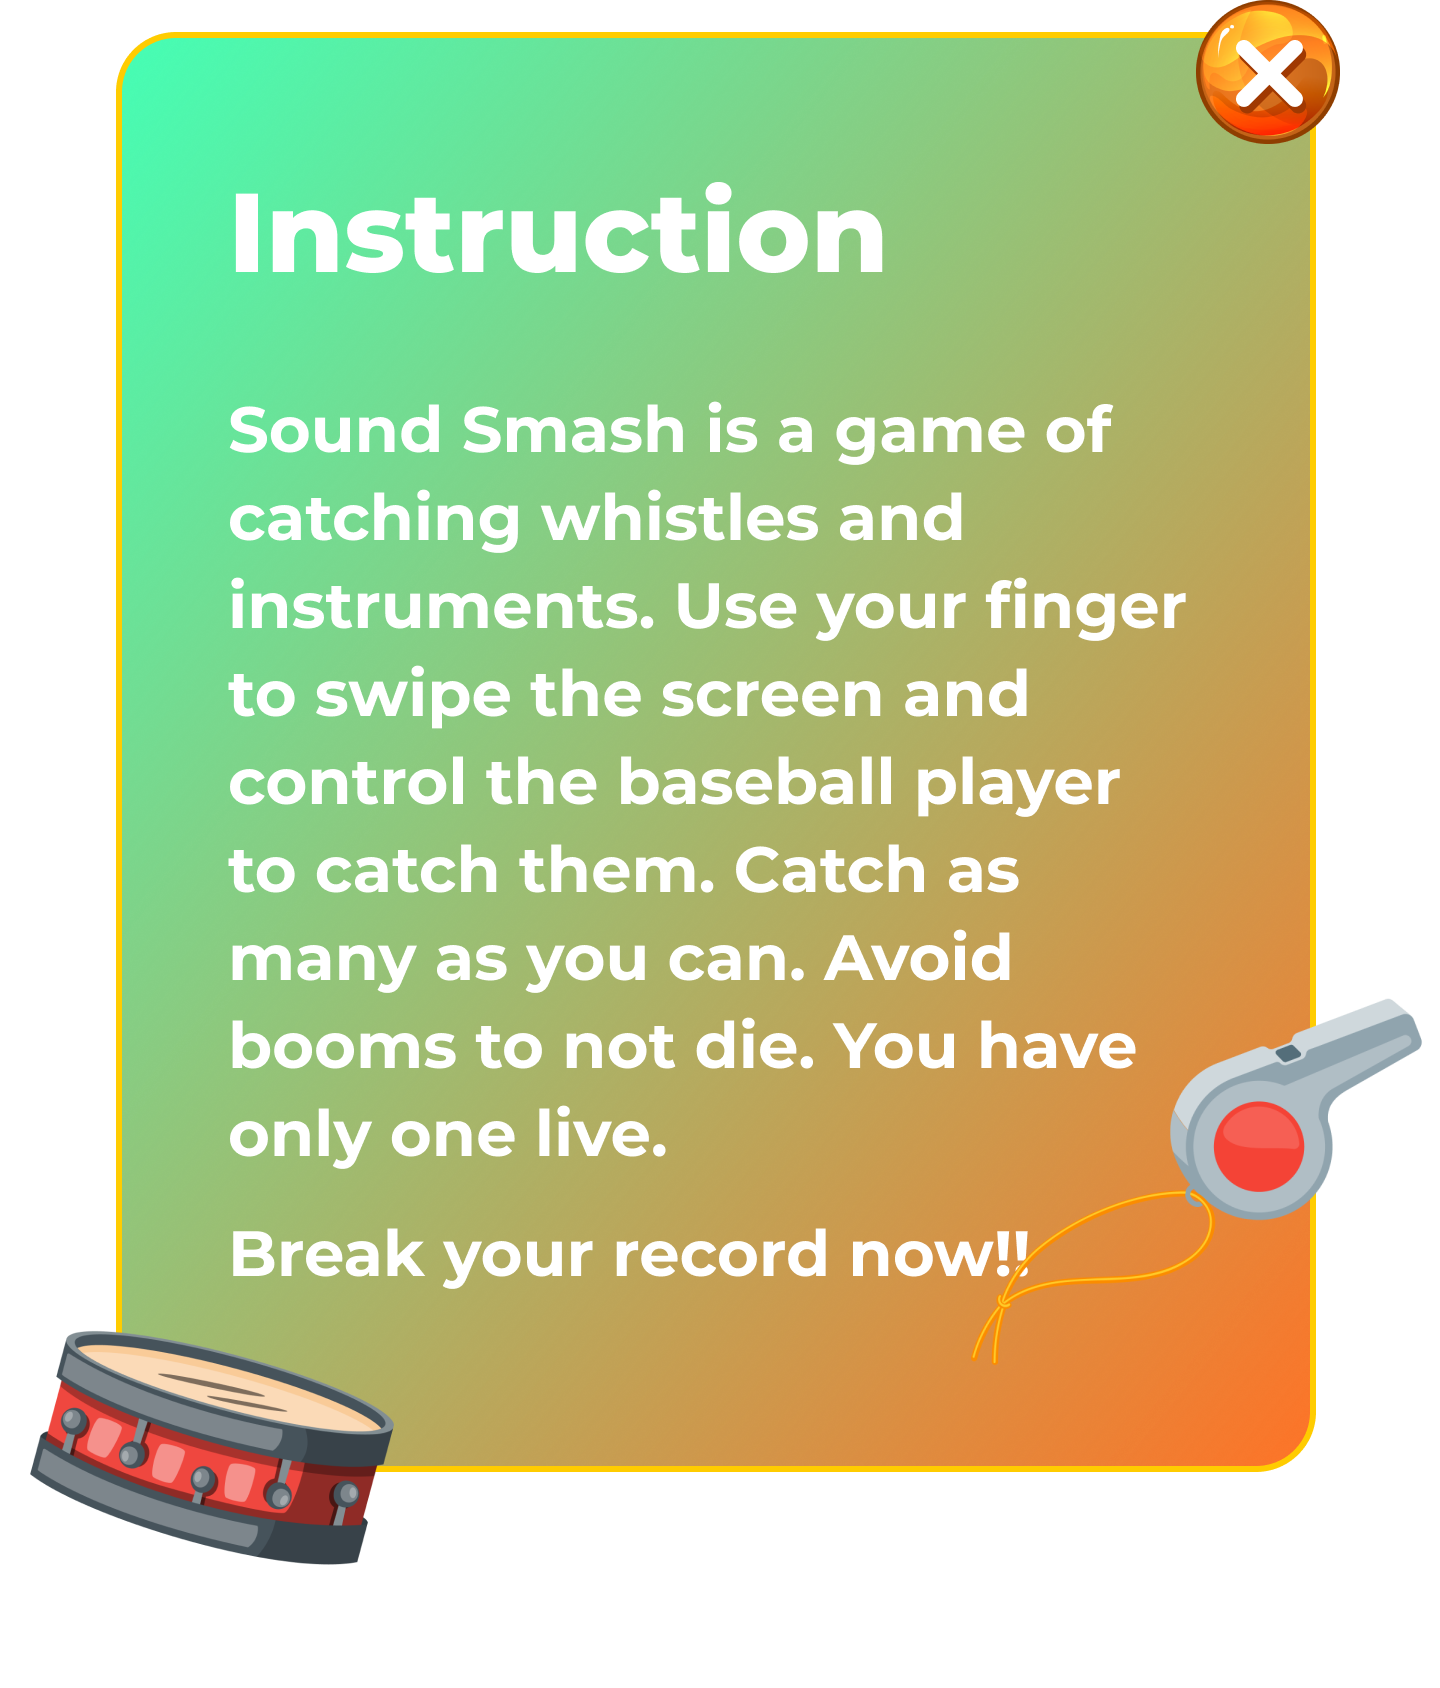 Instruction
Sound Smash is a game of
catching whistles and
instruments. Use your finger
to swipe the screen and
control the baseball player
to catch them. Catch as
many as you can. Avoid
booms to not die. You have
only one live.
Break your record now!!